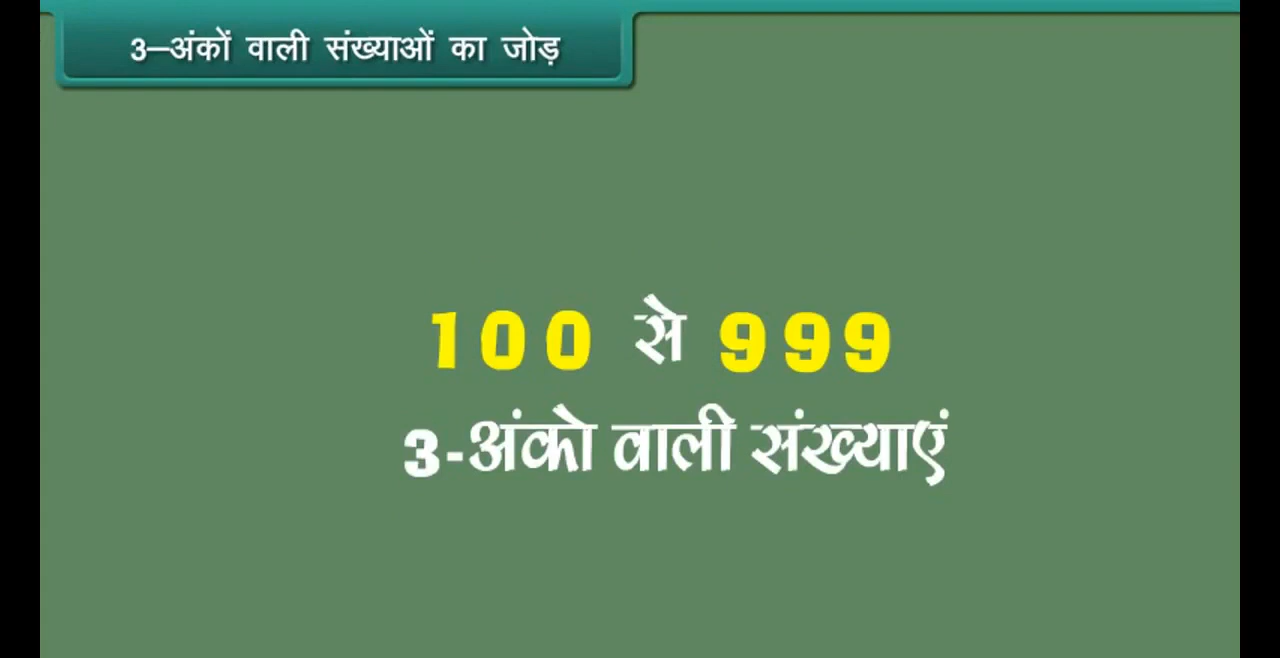 3–अंकों वाली संख्याओं का जोड़
100 से 999
3-अंको वाली संख्याएं